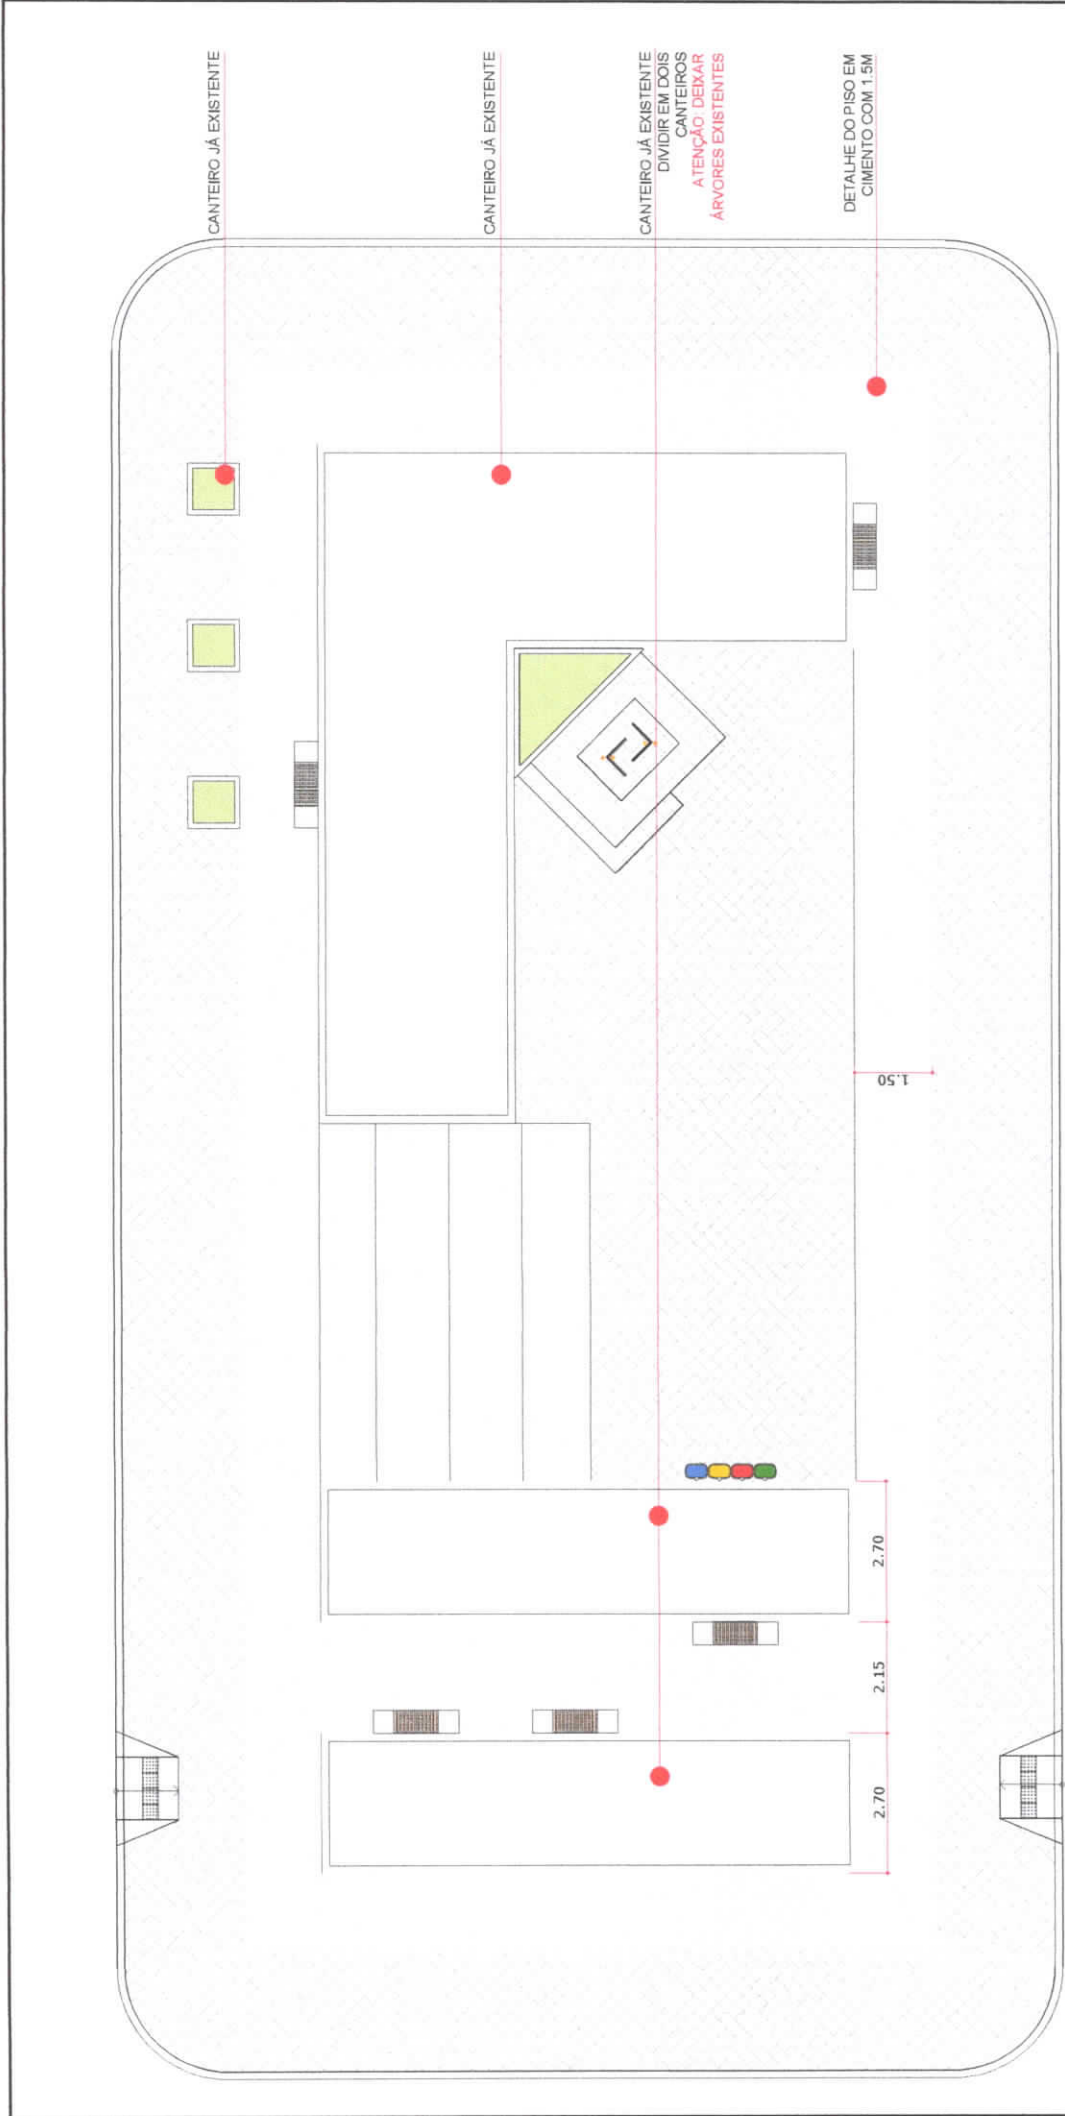 CANTEIRO JÁ EXISTENTE
CANTEIRO JÁ EXISTENTE
CANTEIRO JÁ EXISTENTE
DIVIDIR EM DOIS
CANTEIROS
ATENÇÃO: DEIXAR
ÁRVORES EXISTENTES
DETALHE DO PISO EM
CIMENTO COM 1.5M
1.50
2.70
2.15
2.70